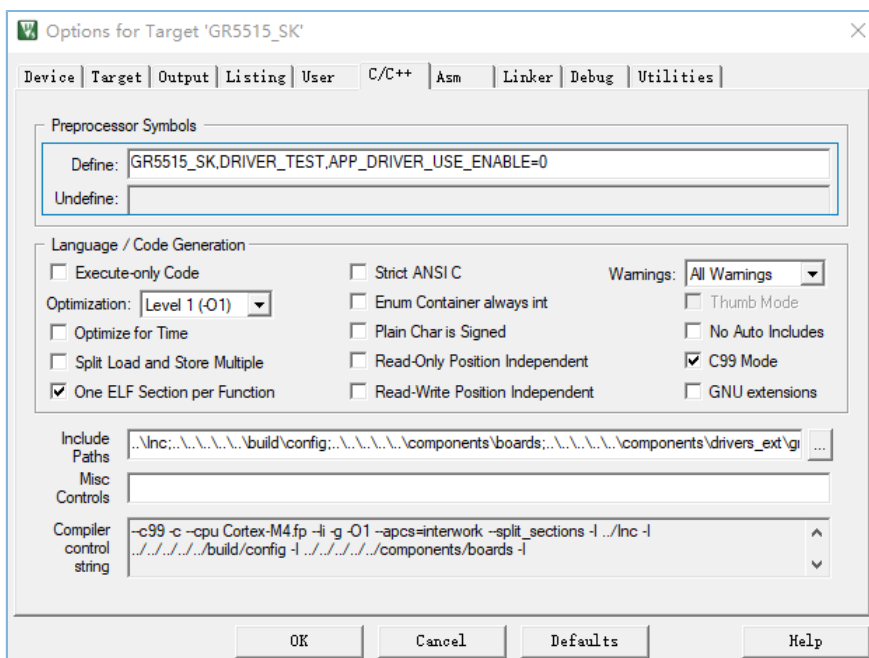 Options for Target 'GR5515_SK'
Device Target Output Listing User C/C++ Asm Linker Debug Utilities
Preprocessor Symbols
Define: GR5515_SK,DRIVER_TEST,APP_DRIVER_USE_ENABLE=0
Undefine:
Language / Code Generation
Execute-only Code Strict ANSI C Warnings: All Warnings
Optimization: Level 1 (-O1) Enum Container always int Thumb Mode
Optimize for Time Plain Char is Signed No Auto Includes
Split Load and Store Multiple Read-Only Position Independent C99 Mode
One ELF Section per Function Read-Write Position Independent GNU extensions
Include Paths ..\Inc;..\..\..\..\..\build\config;..\..\..\..\..\components\boards;..\..\..\..\..\components\drivers_ext\gr ...
Misc Controls
Compiler control string --c99 -c --cpu Cortex-M4.fp --li -g -O1 --apcs=interwork --split_sections -I ../Inc -I
../../../../../build/config -I ../../../../../components/boards -I
OK Cancel Defaults Help